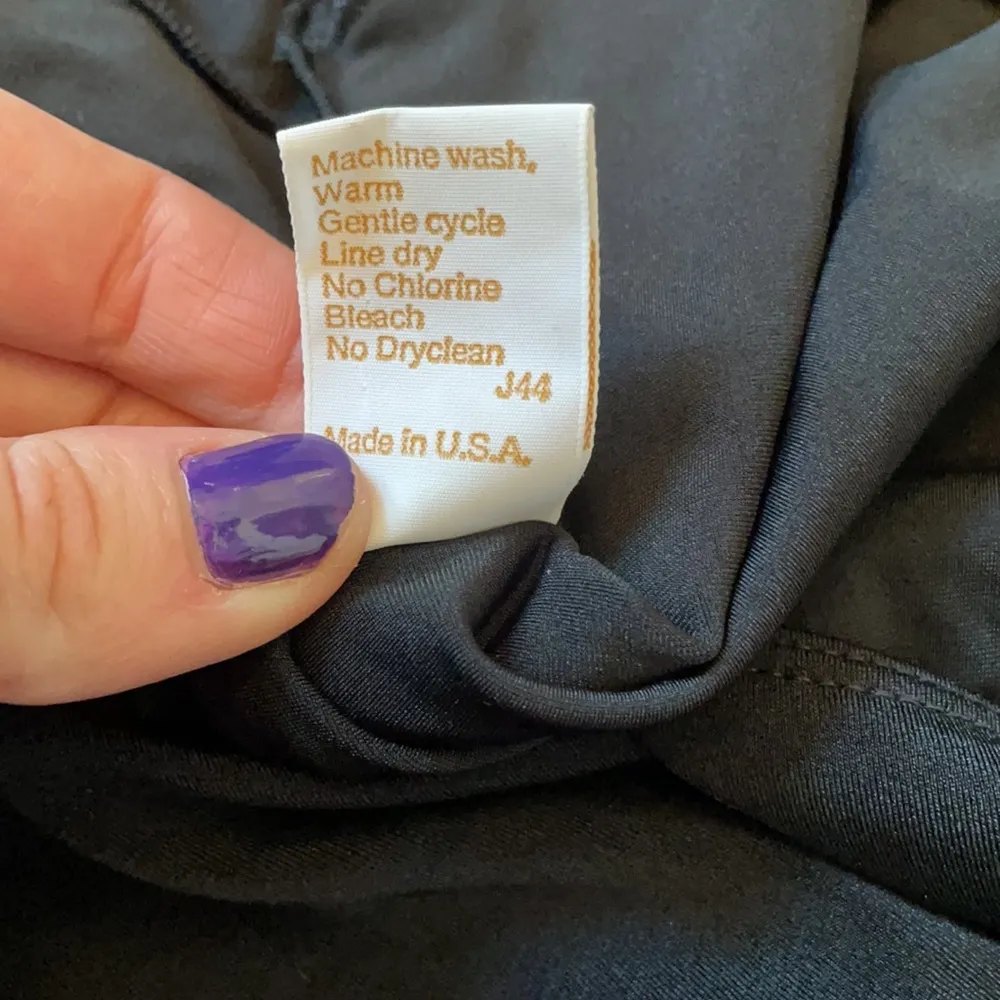 Machine wash,
Warm
Gentle cycle
Line dry
No Chlorine
Bleach
No Dryclean
J44
Made in U.S.A.